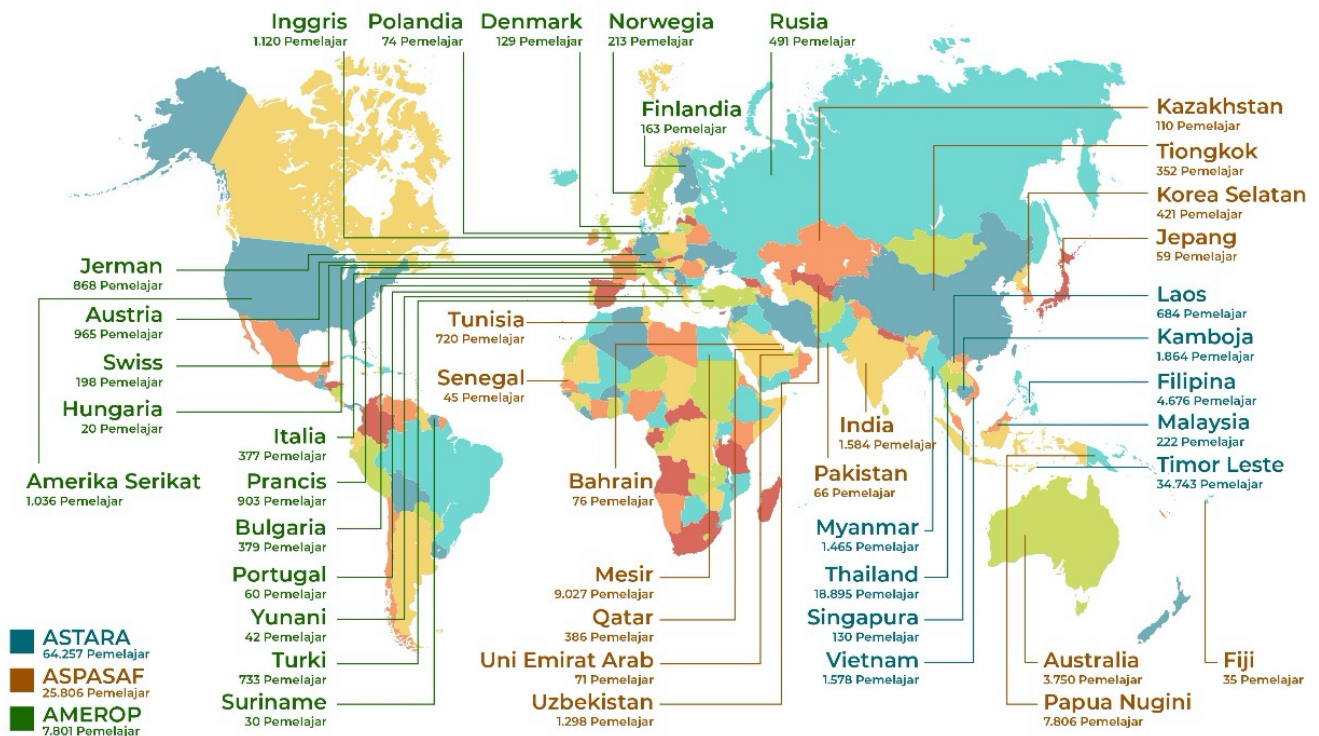 Inggris
1.120 Pemelajar
Polandia
74 Pemelajar
Denmark
129 Pemelajar
Norwegia
213 Pemelajar
Rusia
491 Pemelajar
Finlandia
163 Pemelajar
Kazakhstan
110 Pemelajar
Tiongkok
352 Pemelajar
Korea Selatan
421 Pemelajar
Jepang
59 Pemelajar
Laos
684 Pemelajar
Kamboja
1.864 Pemelajar
Filipina
4.676 Pemelajar
Malaysia
222 Pemelajar
Timor Leste
34.743 Pemelajar
Jerman
868 Pemelajar
Austria
965 Pemelajar
Swiss
198 Pemelajar
Hungaria
20 Pemelajar
Amerika Serikat
1.036 Pemelajar
Italia
377 Pemelajar
Prancis
903 Pemelajar
Bulgaria
379 Pemelajar
Portugal
60 Pemelajar
Yunani
42 Pemelajar
Turki
733 Pemelajar
Suriname
30 Pemelajar
Tunisia
720 Pemelajar
Senegal
45 Pemelajar
Bahrain
76 Pemelajar
Mesir
9.027 Pemelajar
Qatar
386 Pemelajar
Uni Emirat Arab
71 Pemelajar
Uzbekistan
1.298 Pemelajar
India
1.584 Pemelajar
Pakistan
66 Pemelajar
Myanmar
1.465 Pemelajar
Thailand
18.895 Pemelajar
Singapura
130 Pemelajar
Vietnam
1.578 Pemelajar
Australia
3.750 Pemelajar
Papua Nugini
7.806 Pemelajar
Fiji
35 Pemelajar
ASTARA
64.257 Pemelajar
ASPASAF
25.806 Pemelajar
AMEROP
7.801 Pemelajar